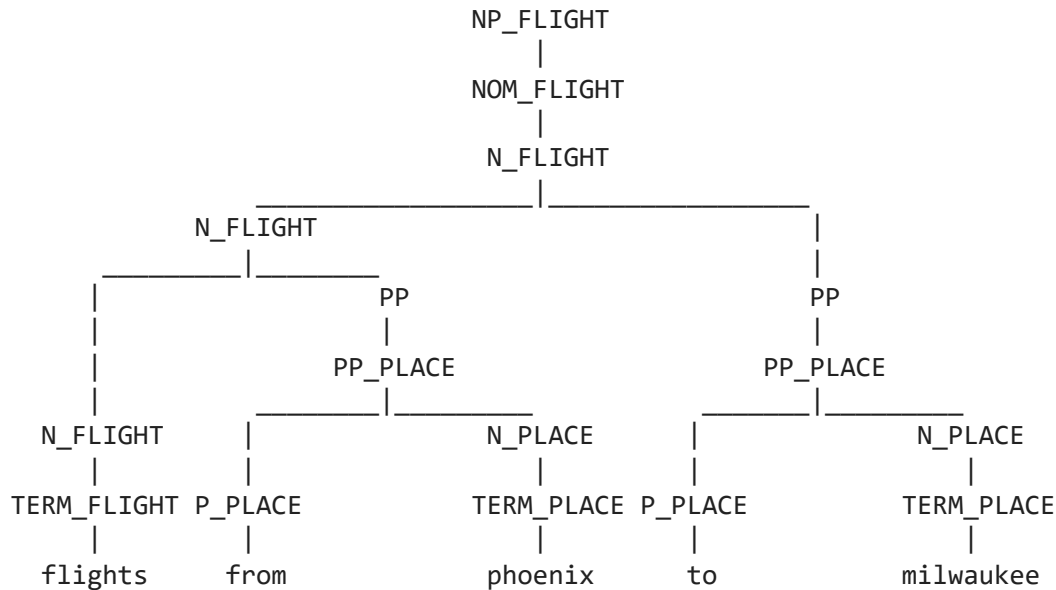 NP_FLIGHT
NOM_FLIGHT
N_FLIGHT
N_FLIGHT
PP PP
PP_PLACE PP_PLACE
N_FLIGHT N_PLACE N_PLACE
TERM_FLIGHT P_PLACE TERM_PLACE P_PLACE TERM_PLACE
flights from phoenix to milwaukee